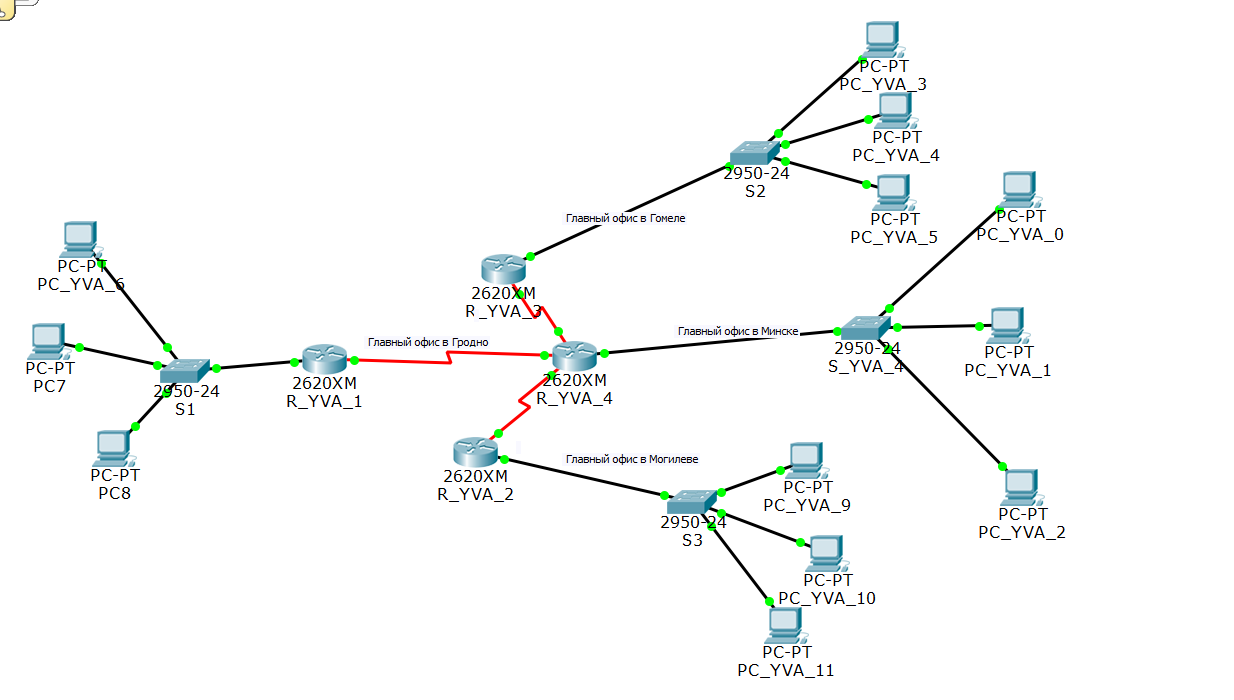 PC-PT
PC_YVA_3
PC-PT
PC_YVA_4
2950-24
S2
PC-PT
PC_YVA_5
Главный офис в Гомеле
PC-PT
PC_YVA_0
PC-PT
PC_YVA_6
2620XM
R_YVA_3
Главный офис в Минске
Главный офис в Гродно
2950-24
S_YVA_4
PC-PT
PC_YVA_1
PC-PT
PC7
2950-24
S1
2620XM
R_YVA_1
2620XM
R_YVA_4
PC-PT
PC8
2620XM
R_YVA_2
Главный офис в Могилеве
PC-PT
PC_YVA_9
2950-24
S3
PC-PT
PC_YVA_2
PC-PT
PC_YVA_10
PC-PT
PC_YVA_11